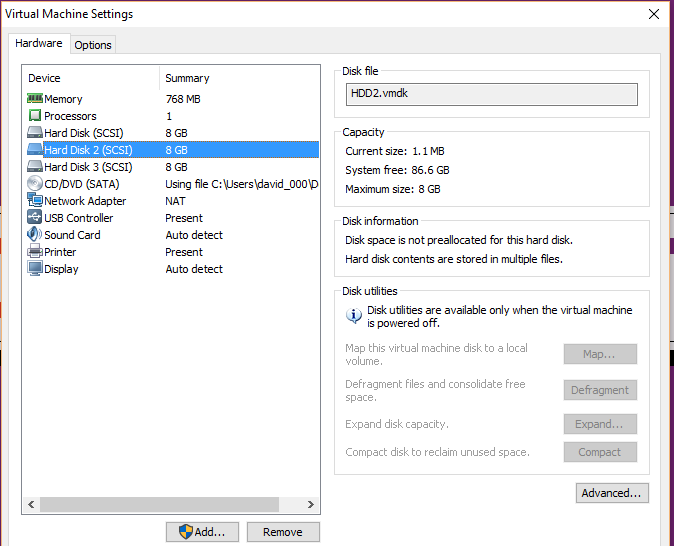 Virtual Machine Settings
Hardware
Options
Device Summary
Memory 768 MB
Processors 1
Hard Disk (SCSI) 8 GB
Hard Disk 2 (SCSI) 8 GB
Hard Disk 3 (SCSI) 8 GB
CD/DVD (SATA) Using file C:\Users\david_000\D
Network Adapter NAT
USB Controller Present
Sound Card Auto detect
Printer Present
Display Auto detect
Add...
Remove
Disk file
HDD2.vmdk
Capacity
Current size: 1.1 MB
System free: 86.6 GB
Maximum size: 8 GB
Disk information
Disk space is not preallocated for this hard disk.
Hard disk contents are stored in multiple files.
Disk utilities
Disk utilities are available only when the virtual machine
is powered off.
Map this virtual machine disk to a local
volume.
Map...
Defragment files and consolidate free
space.
Defragment
Expand disk capacity.
Expand...
Compact disk to reclaim unused space.
Compact
Advanced...